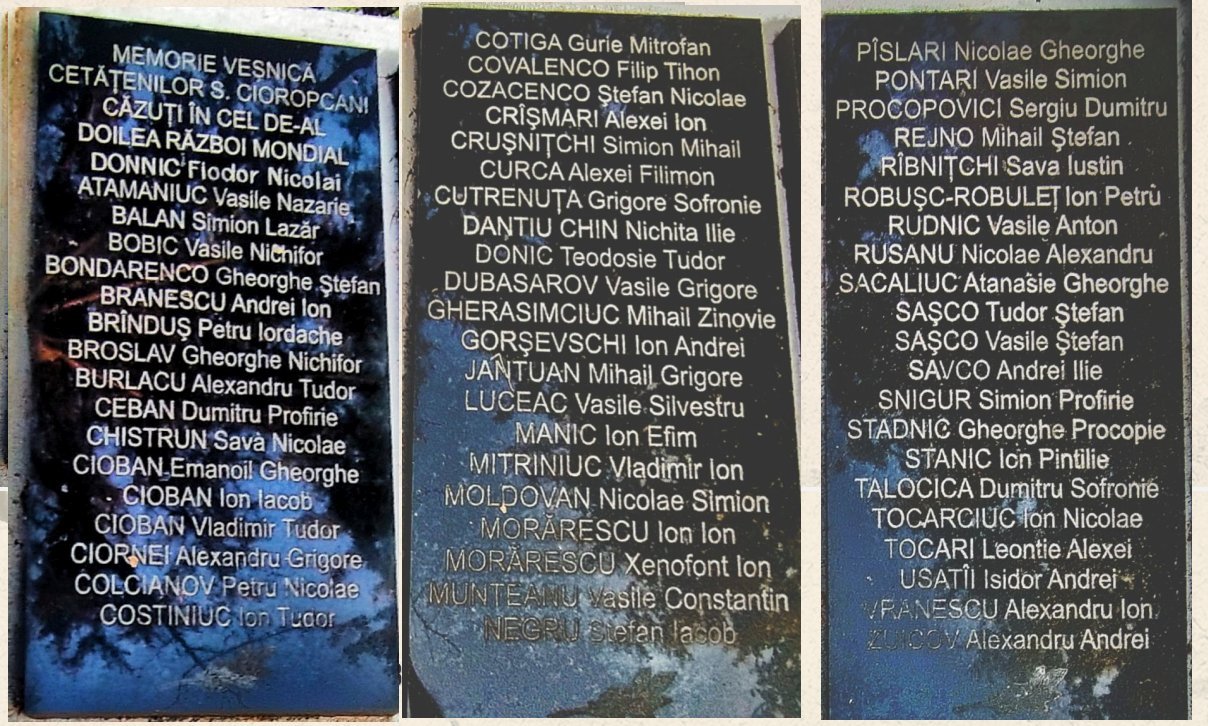 MEMORIE VEȘNICĂ
CETĂȚENILOR S. CIOROPCANI
CĂZUȚI ÎN CEL DE-AL
DOILEA RĂZBOI MONDIAL
DONNIC Fiodor Nicolai
ATAMANIUC Vasile Nazarie
BALAN Simion Lazăr
BOBIC Vasile Nichifor
BONDARENCO Gheorghe Ştefan
BRANESCU Andrei Ion
BRÎNDUŞ Petru Iordache
BROSLAV Gheorghe Nichifor
BURLACU Alexandru Tudor
CEBAN Dumitru Profirie
CHISTRUN Sava Nicolae
CIOBAN Emanoil Gheorghe
CIOBAN Ion Iacob
CIOBAN Vladimir Tudor
CIORNEI Alexandru Grigore
COLCIANOV Petru Nicolae
COSTINIUC Ion Tudor
COTIGA Gurie Mitrofan
COVALENCO Filip Tihon
COZACENCO Ştefan Nicolae
CRÎŞMARI Alexei Ion
CRUŞNIŢCHI Simion Mihail
CURCA Alexei Filimon
CUTRENUŢA Grigore Sofronie
DANŢIU CHIN Nichita Ilie
DONIC Teodosie Tudor
DUBASAROV Vasile Grigore
GHERASIMCIUC Mihail Zinovie
GORŞEVSCHI Ion Andrei
JANTUAN Mihail Grigore
LUCEAC Vasile Silvestru
MANIC Ion Efim
MITRINIUC Vladimir Ion
MOLDOVAN Nicolae Simion
MORĂRESCU Ion Ion
MORĂRESCU Xenofont Ion
MUNTEANU Vasile Constantin
NEGRU Ştefan Iacob
PÎSLARI Nicolae Gheorghe
PONTARI Vasile Simion
PROCOPOVICI Sergiu Dumitru
REJNO Mihail Ştefan
RÎBNIŢCHI Sava Iustin
ROBUŞC-ROBULEŢ Ion Petru
RUDNIC Vasile Anton
RUSANU Nicolae Alexandru
SACALIUC Atanasie Gheorghe
SAŞCO Tudor Ştefan
SAŞCO Vasile Ştefan
SAVCO Andrei Ilie
SNIGUR Simion Profirie
STADNIC Gheorghe Procopie
STANIC Ion Pintilie
TALOCICA Dumitru Sofronie
TOCARCIUC Ion Nicolae
TOCARI Leontie Alexei
USATÎI Isidor Andrei
VRANESCU Alexandru Ion
ZUICOV Alexandru Andrei